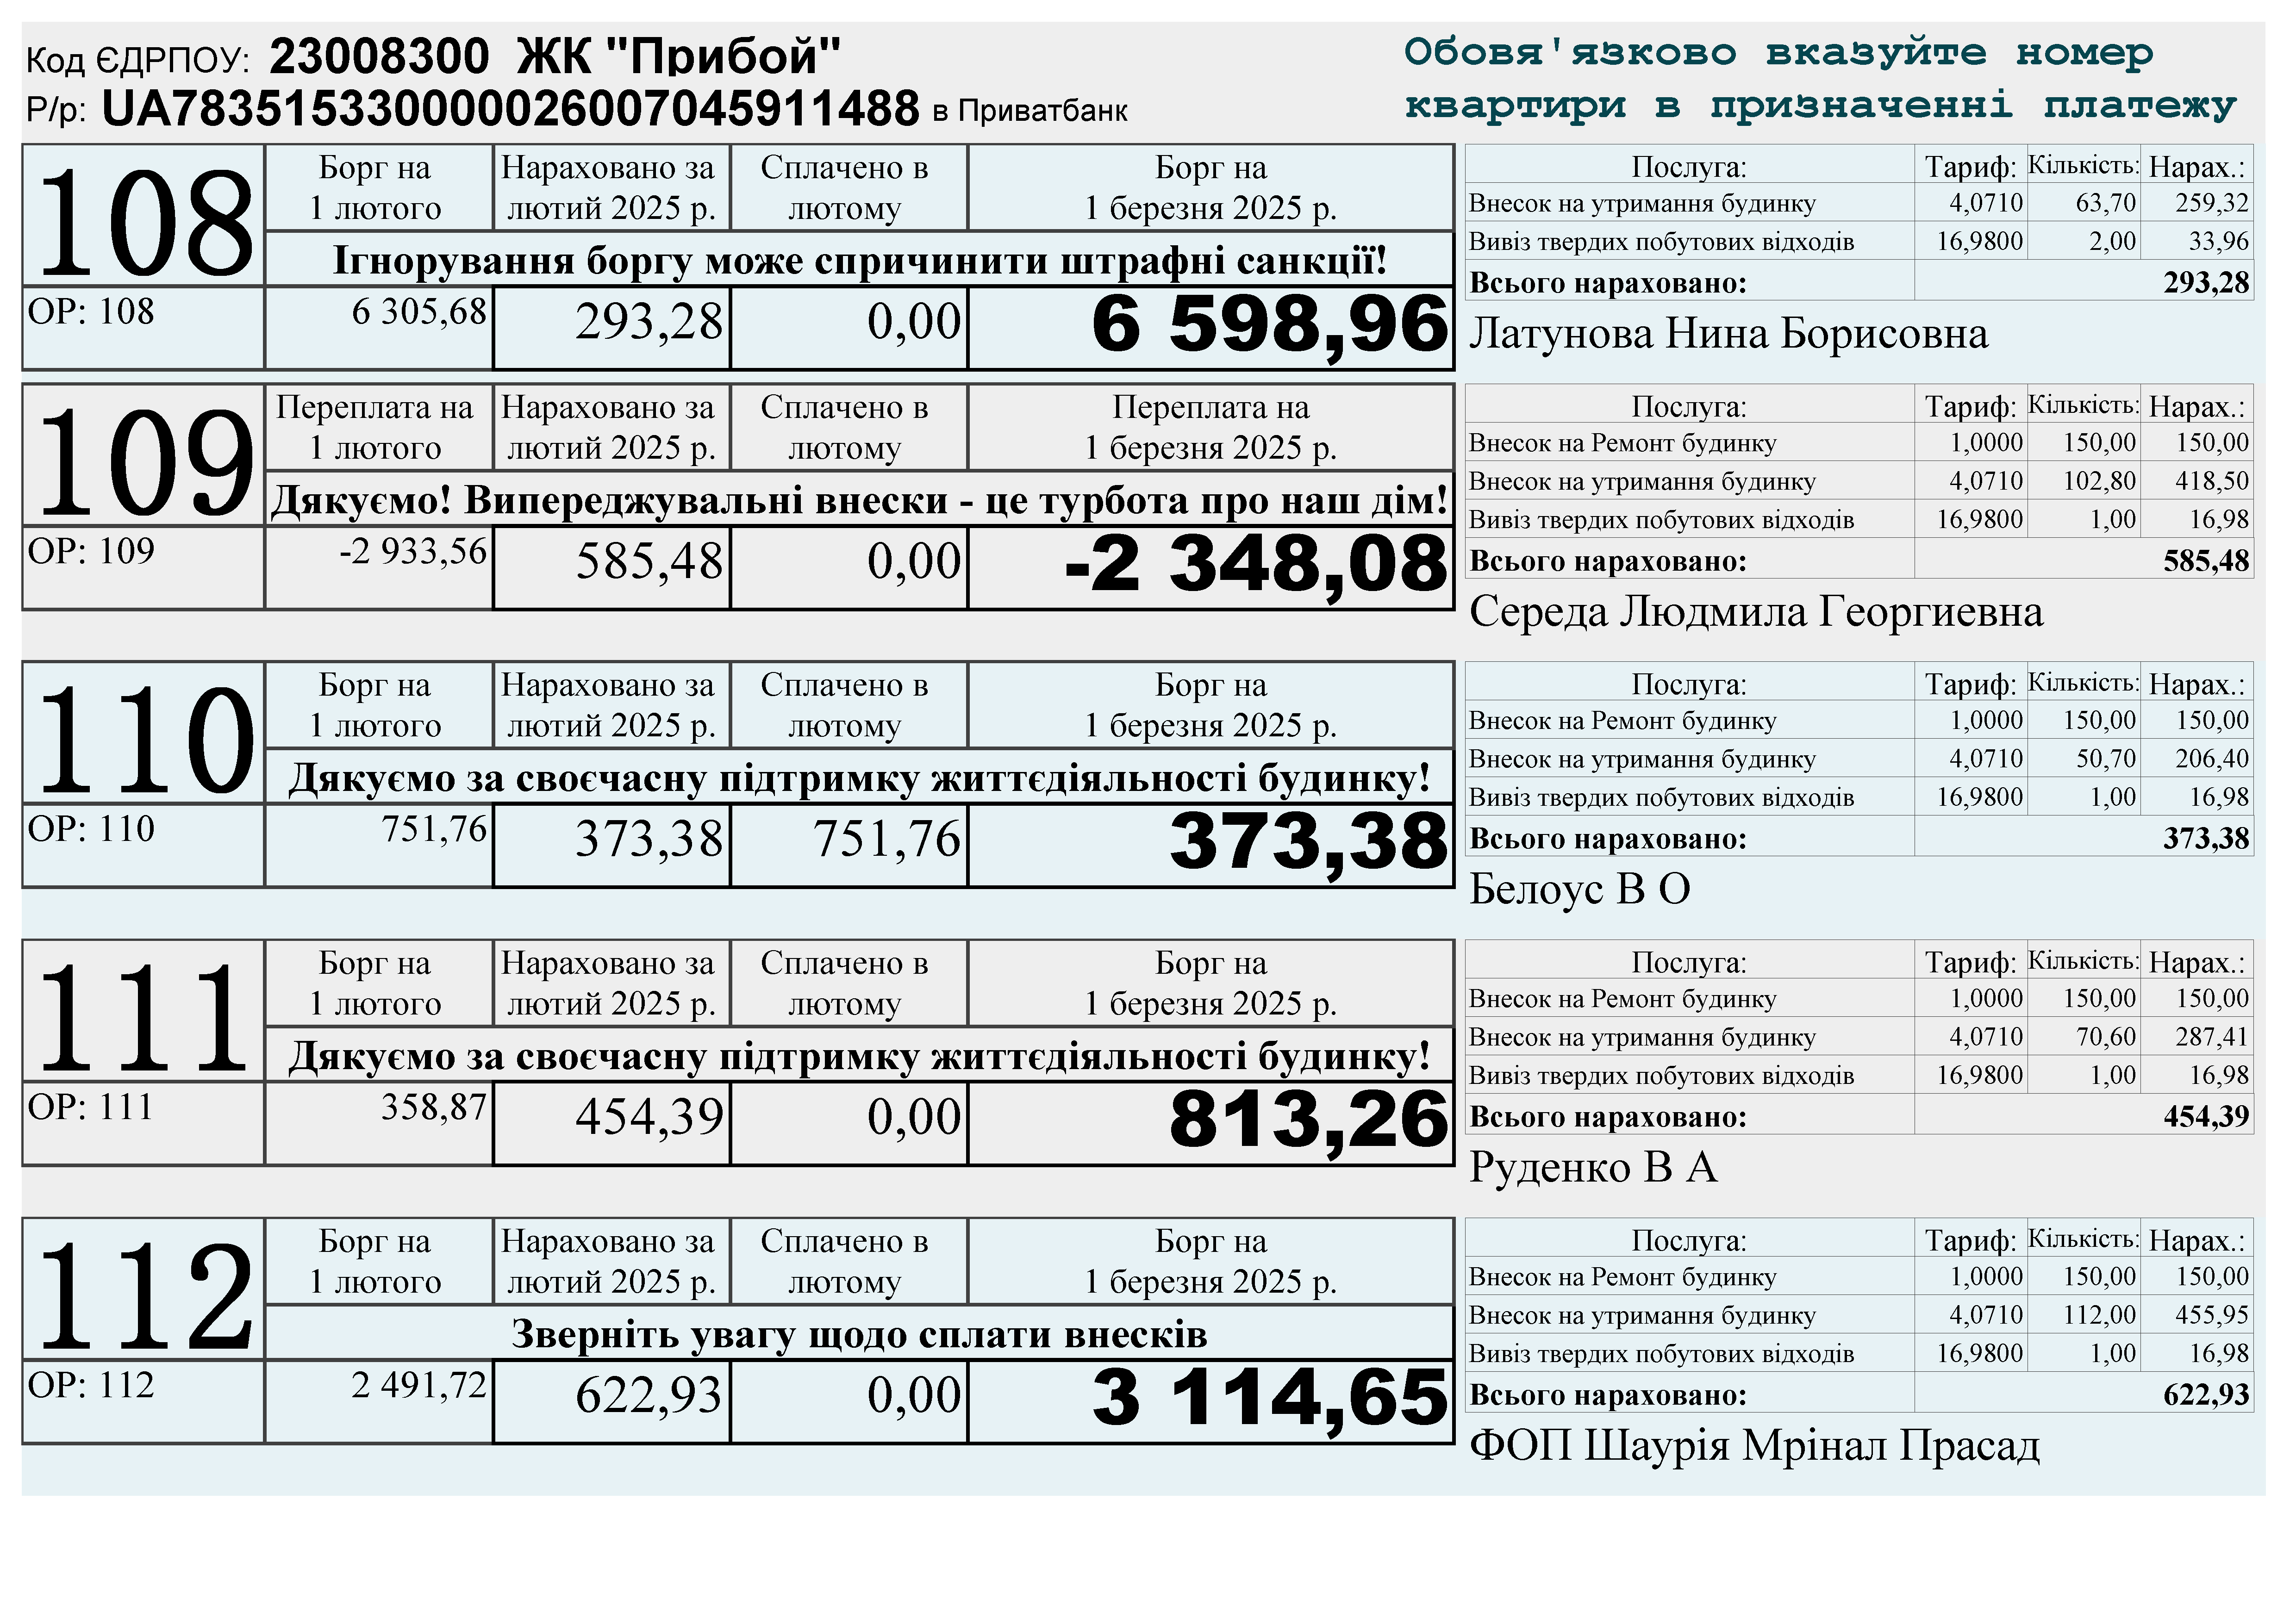 Код ЄДРПОУ: 23008300 ЖК "Прибой"
Р/р: UA783515330000026007045911488 в Приватбанк
Обовя'язково вказуйте номер
квартири в призначенні платежу
108
Борг на
1 лютого
Нараховано за
лютий 2025 р.
Сплачено в
лютому
Борг на
1 березня 2025 р.
Ігнорування боргу може спричинити штрафні санкції!
ОР: 108 6 305,68 293,28 0,00 6 598,96
Послуга: Тариф: Кількість: Нарах.:
Внесок на утримання будинку 4,0710 63,70 259,32
Вивіз твердих побутових відходів 16,9800 2,00 33,96
Всього нараховано: 293,28
Латунова Нина Борисовна
109
Переплата на
1 лютого
Нараховано за
лютий 2025 р.
Сплачено в
лютому
Переплата на
1 березня 2025 р.
Дякуємо! Випереджувальні внески - це турбота про наш дім!
ОР: 109 -2 933,56 585,48 0,00 -2 348,08
Послуга: Тариф: Кількість: Нарах.:
Внесок на Ремонт будинку 1,0000 150,00 150,00
Внесок на утримання будинку 4,0710 102,80 418,50
Вивіз твердих побутових відходів 16,9800 1,00 16,98
Всього нараховано: 585,48
Середа Людмила Георгиевна
110
Борг на
1 лютого
Нараховано за
лютий 2025 р.
Сплачено в
лютому
Борг на
1 березня 2025 р.
Дякуємо за своєчасну підтримку життєдіяльності будинку!
ОР: 110 751,76 373,38 751,76 373,38
Послуга: Тариф: Кількість: Нарах.:
Внесок на Ремонт будинку 1,0000 150,00 150,00
Внесок на утримання будинку 4,0710 50,70 206,40
Вивіз твердих побутових відходів 16,9800 1,00 16,98
Всього нараховано: 373,38
Белоус В О
111
Борг на
1 лютого
Нараховано за
лютий 2025 р.
Сплачено в
лютому
Борг на
1 березня 2025 р.
Дякуємо за своєчасну підтримку життєдіяльності будинку!
ОР: 111 358,87 454,39 0,00 813,26
Послуга: Тариф: Кількість: Нарах.:
Внесок на Ремонт будинку 1,0000 150,00 150,00
Внесок на утримання будинку 4,0710 70,60 287,41
Вивіз твердих побутових відходів 16,9800 1,00 16,98
Всього нараховано: 454,39
Руденко В А
112
Борг на
1 лютого
Нараховано за
лютий 2025 р.
Сплачено в
лютому
Борг на
1 березня 2025 р.
Зверніть увагу щодо сплати внесків
ОР: 112 2 491,72 622,93 0,00 3 114,65
Послуга: Тариф: Кількість: Нарах.:
Внесок на Ремонт будинку 1,0000 150,00 150,00
Внесок на утримання будинку 4,0710 112,00 455,95
Вивіз твердих побутових відходів 16,9800 1,00 16,98
Всього нараховано: 622,93
ФОП Шаурія Мрінал Прасад